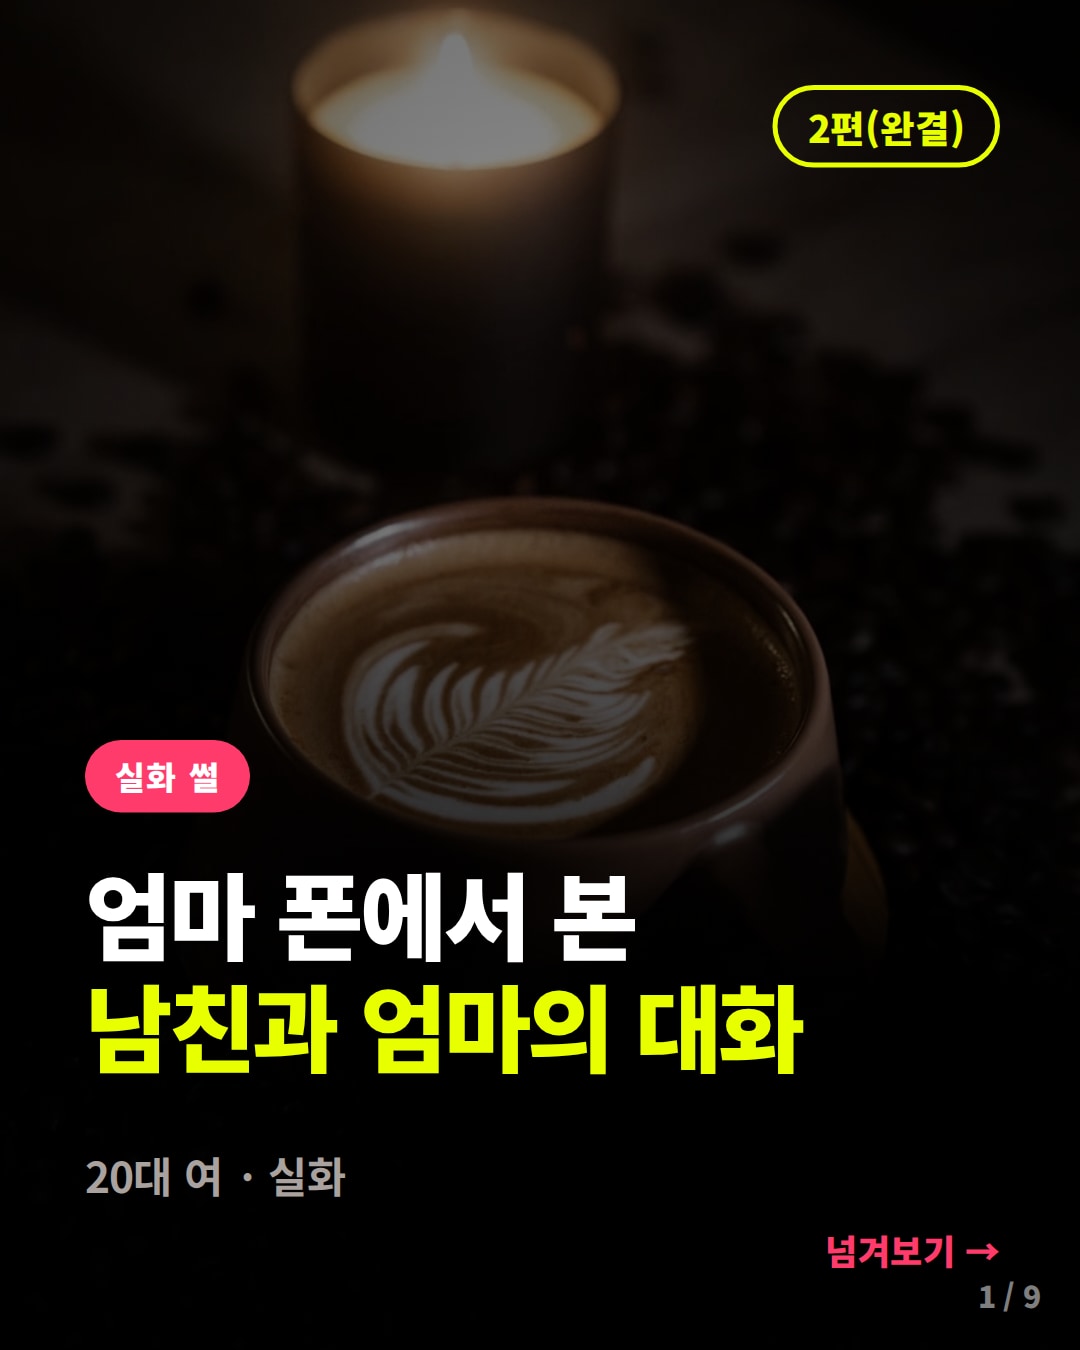 2편(완결)
실화 썰
엄마 폰에서 본
남친과 엄마의 대화
20대 여 · 실화
넘겨보기 →
1 / 9